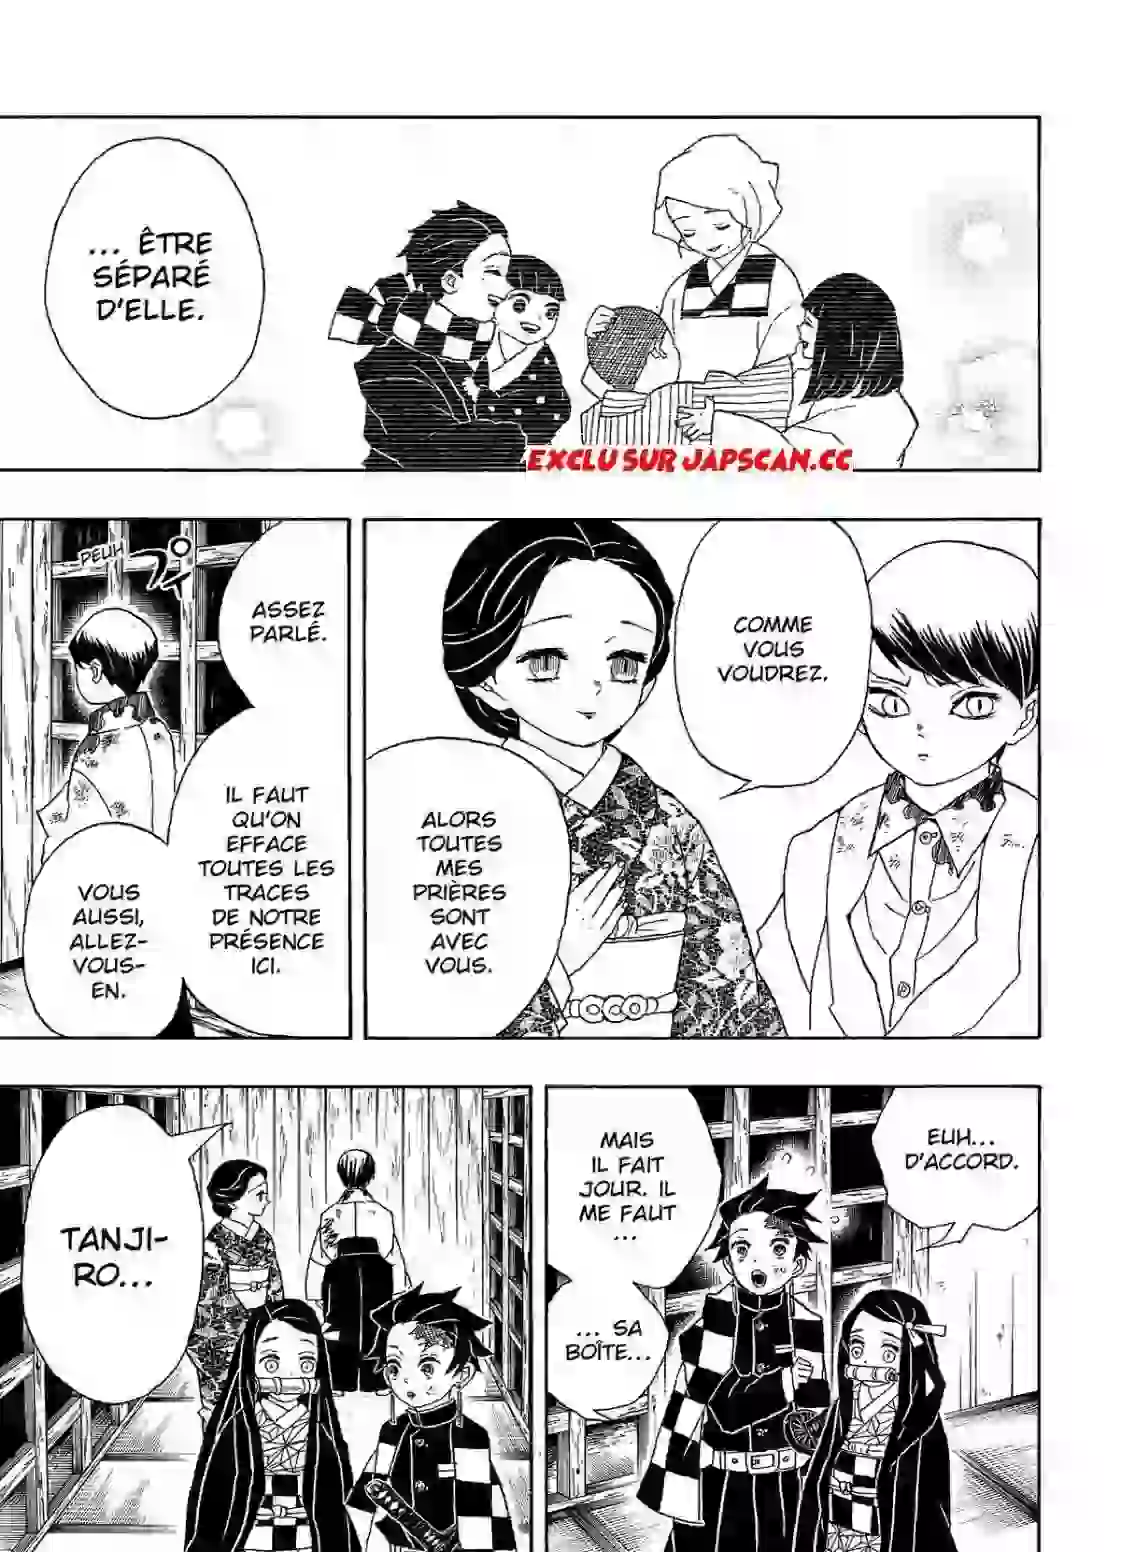 ... ÊTRE
SÉPARÉ
D'ELLE.
EXCLU SUR JAPSCAN.CC
COMME
VOUS
VOUDREZ.
ALORS
TOUTES
MES
PRIÈRES
SONT
AVEC
VOUS.
ASSEZ
PARLÉ.
PEUH
プイ
IL FAUT
QU'ON
EFFACE
TOUTES LES
TRACES
DE NOTRE
PRÉSENCE
ICI.
VOUS
AUSSI,
ALLEZ-
VOUS-
EN.
EUH...
D'ACCORD.
MAIS
IL FAIT
JOUR. IL
ME FAUT
...
... SA
BOÎTE...
TANJI-
RO...